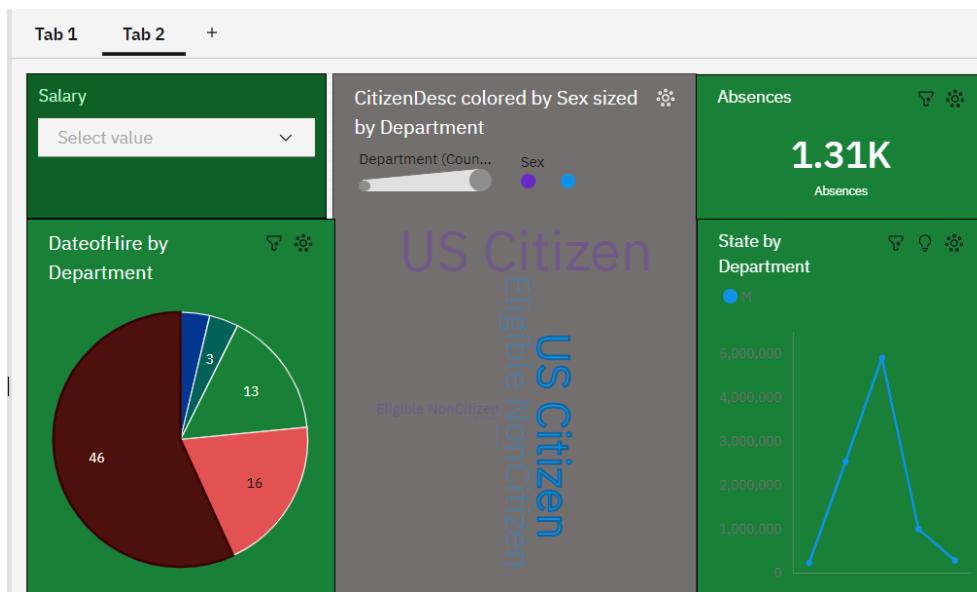 Tab 1
Tab 2
+
Salary
Select value
CitizenDesc colored by Sex sized
by Department
Department (Coun...
Sex
US Citizen
Eligible NonCitizen
US Citizen
Eligible NonCitizen
Absences
1.31K
Absences
DateofHire by
Department
3
13
16
46
State by
Department
M
5,000,000
4,000,000
3,000,000
2,000,000
1,000,000
0